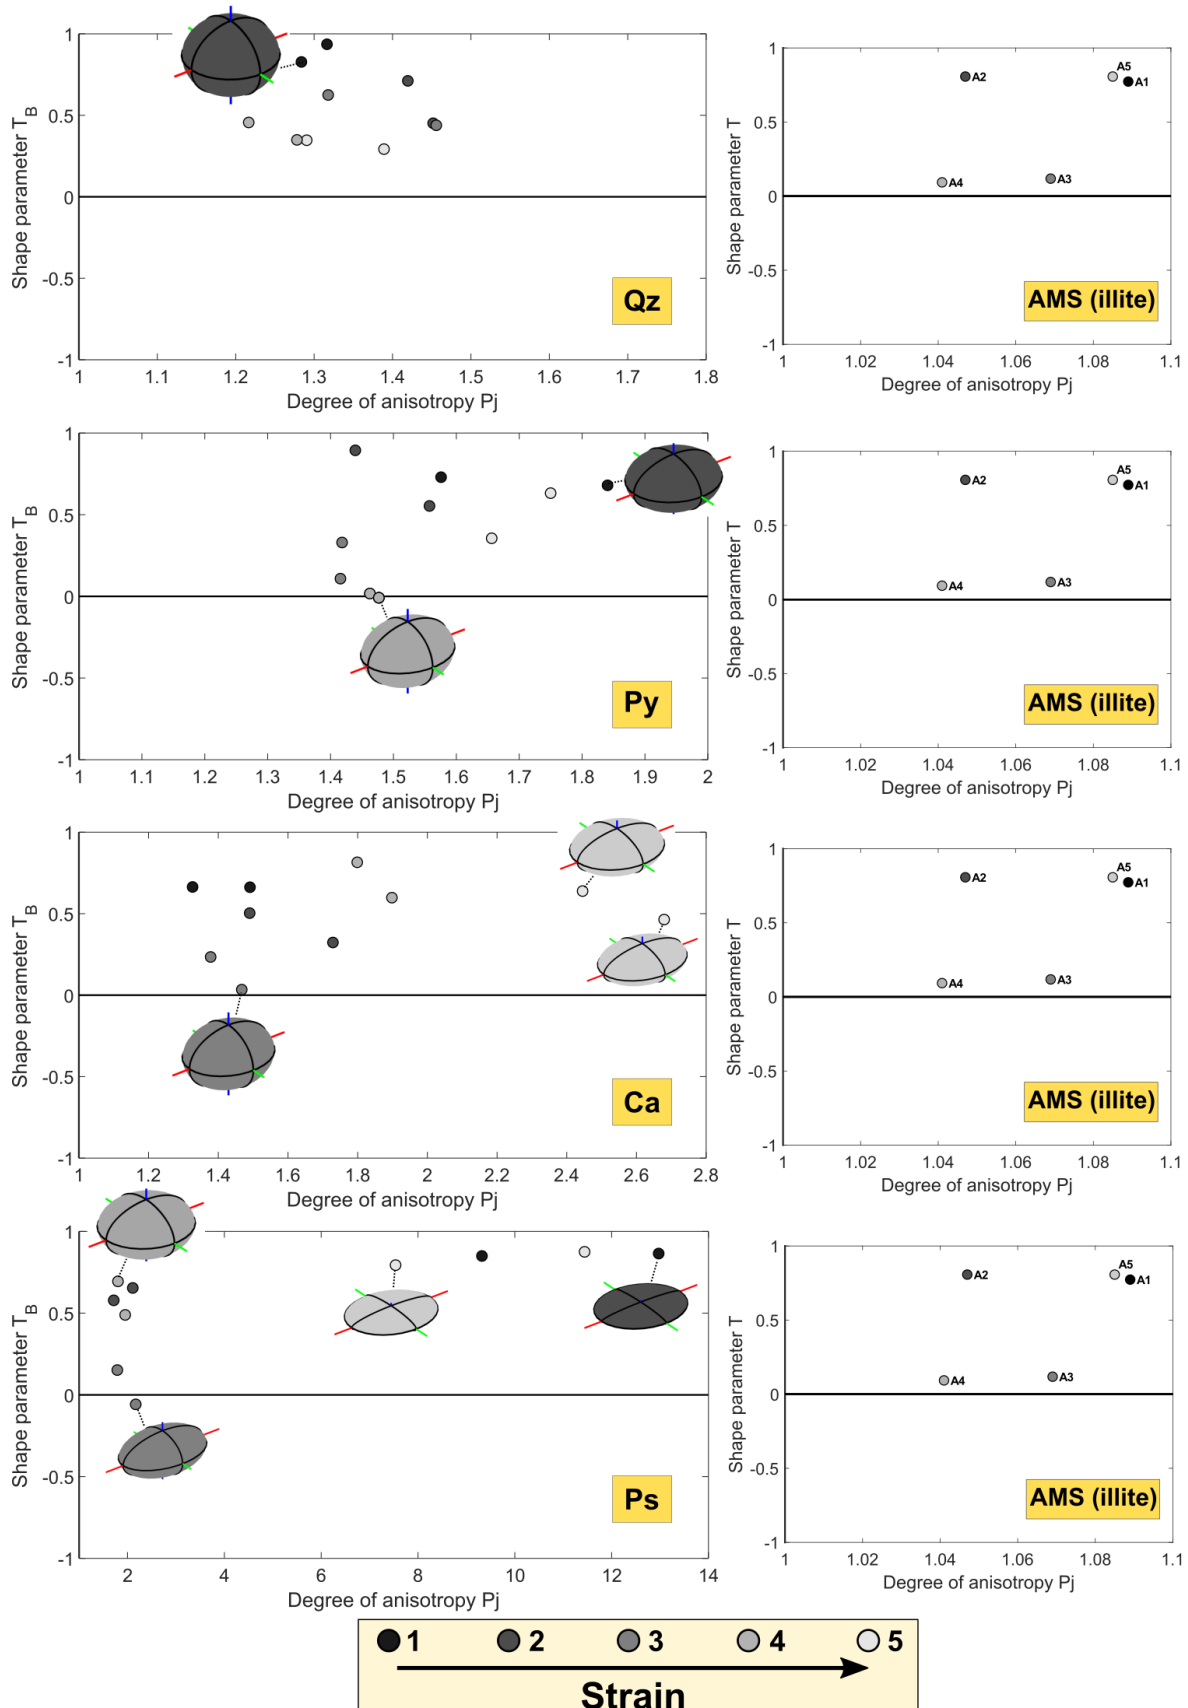 1
0.5
0
-0.5
-1
Shape parameter T_B
1
1.1
1.2
1.3
1.4
1.5
1.6
1.7
1.8
Degree of anisotropy Pj
Qz
1
0.5
0
-0.5
-1
Shape parameter T
A2
A5
A1
A4
A3
AMS (illite)
1
1.02
1.04
1.06
1.08
1.1
Degree of anisotropy Pj
1
0.5
0
-0.5
-1
Shape parameter T_B
1
1.1
1.2
1.3
1.4
1.5
1.6
1.7
1.8
1.9
2
Degree of anisotropy Pj
Py
1
0.5
0
-0.5
-1
Shape parameter T
A2
A5
A1
A4
A3
AMS (illite)
1
1.02
1.04
1.06
1.08
1.1
Degree of anisotropy Pj
1
0.5
0
-0.5
-1
Shape parameter T_B
1
1.2
1.4
1.6
1.8
2
2.2
2.4
2.6
2.8
Degree of anisotropy Pj
Ca
1
0.5
0
-0.5
-1
Shape parameter T
A2
A5
A1
A4
A3
AMS (illite)
1
1.02
1.04
1.06
1.08
1.1
Degree of anisotropy Pj
1
0.5
0
-0.5
-1
Shape parameter T_B
2
4
6
8
10
12
14
Degree of anisotropy Pj
Ps
1
0.5
0
-0.5
-1
Shape parameter T
A2
A5
A1
A4
A3
AMS (illite)
1
1.02
1.04
1.06
1.08
1.1
Degree of anisotropy Pj
1 2 3 4 5
Strain